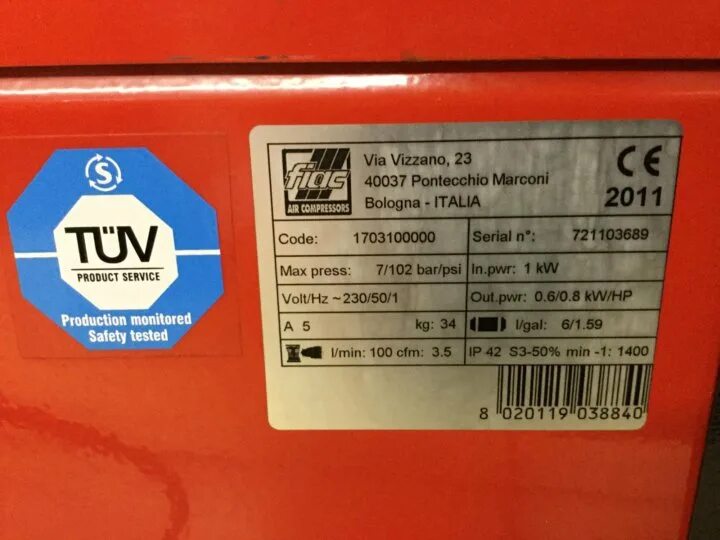 S
TÜV
PRODUCT SERVICE
Production monitored
Safety tested
fiac
AIR COMPRESSORS
Via Vizzano, 23
40037 Pontecchio Marconi
Bologna - ITALIA
CE
2011
Code: 1703100000 Serial n°: 721103689
Max press: 7/102 bar/psi In.pwr: 1 kW
Volt/Hz ~230/50/1 Out.pwr: 0.6/0.8 kW/HP
A 5 kg: 34 l/gal: 6/1.59
l/min: 100 cfm: 3.5 IP 42 S3-50% min -1: 1400
8 020119 038840